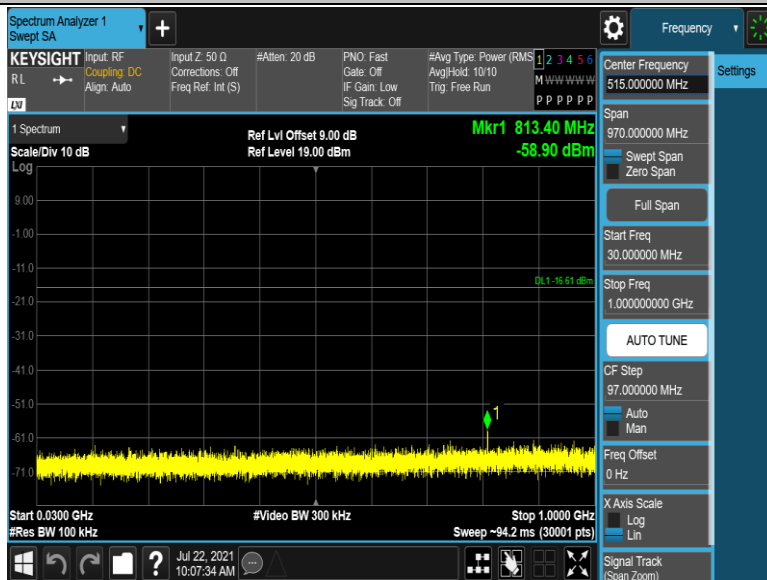 Spectrum Analyzer 1
Swept SA
+
Frequency
KEYSIGHT
RL
LXI
Input: RF
Coupling: DC
Align: Auto
Input Z: 50 Ω
Corrections: Off
Freq Ref: Int (S)
#Atten: 20 dB
PNO: Fast
Gate: Off
IF Gain: Low
Sig Track: Off
#Avg Type: Power (RMS
Avg|Hold: 10/10
Trig: Free Run
1 2 3 4 5 6
M W W W W W
P P P P P P
1 Spectrum
Scale/Div 10 dB
Log
Ref Lvl Offset 9.00 dB
Ref Level 19.00 dBm
Mkr1 813.40 MHz
-58.90 dBm
9.00
-1.00
-11.0
DL1 -16.61 dBm
-21.0
-31.0
-41.0
-51.0
1
-61.0
-71.0
Start 0.0300 GHz
#Res BW 100 kHz
#Video BW 300 kHz
Stop 1.0000 GHz
Sweep ~94.2 ms (30001 pts)
?
Jul 22, 2021
10:07:34 AM
Center Frequency
515.000000 MHz
Settings
Span
970.000000 MHz
Swept Span
Zero Span
Full Span
Start Freq
30.000000 MHz
Stop Freq
1.000000000 GHz
AUTO TUNE
CF Step
97.000000 MHz
Auto
Man
Freq Offset
0 Hz
X Axis Scale
Log
Lin
Signal Track
(Span Zoom)